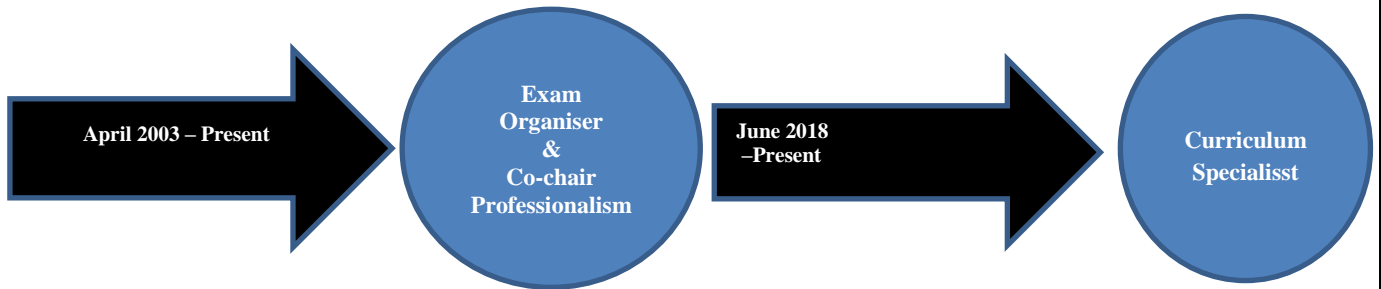 April 2003 – Present
Exam
Organiser
&
Co-chair
Professionalism
June 2018
–Present
Curriculum
Specialisst